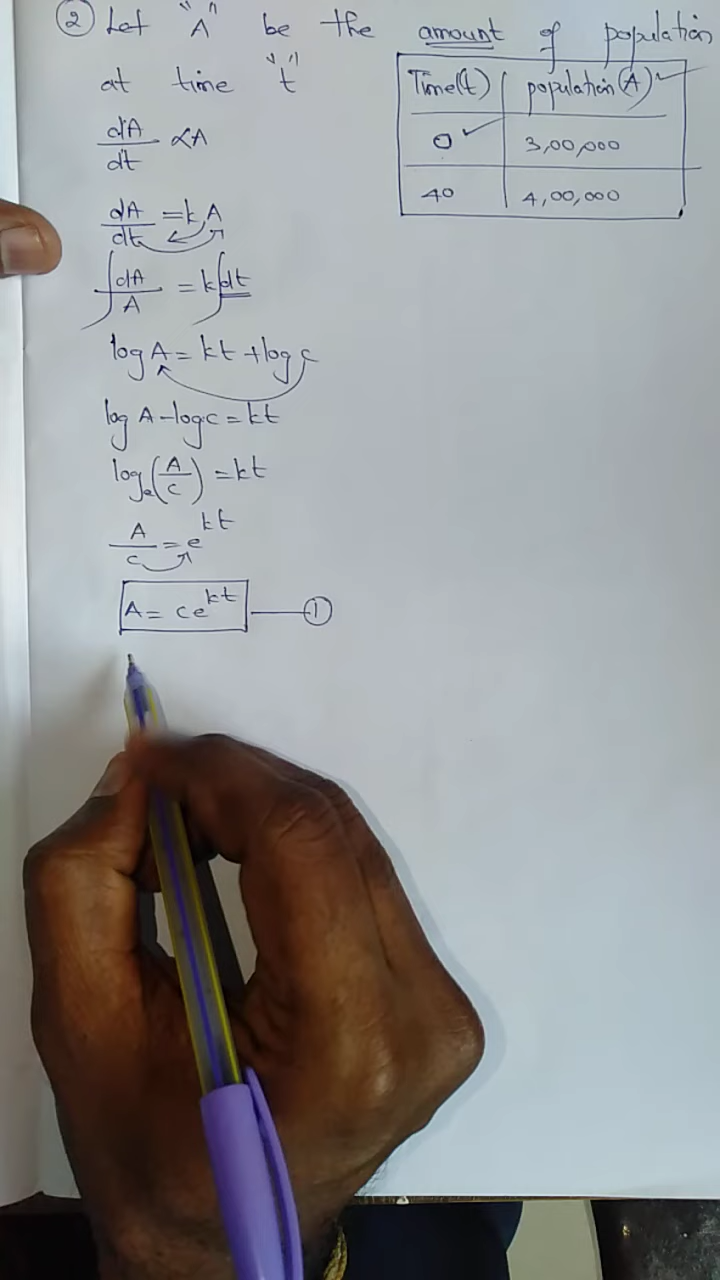 ② Let "A" be the amount of population
at time "t"
Time(t) population(A)
0 3,00,000
40 4,00,000
dA/dt ∝A
dA/dt = k A
∫dA/A = k∫dt
log A = kt + log c
log A - log c = kt
logₑ(A/c) = kt
A/c = e^kt
A = ce^kt — ①